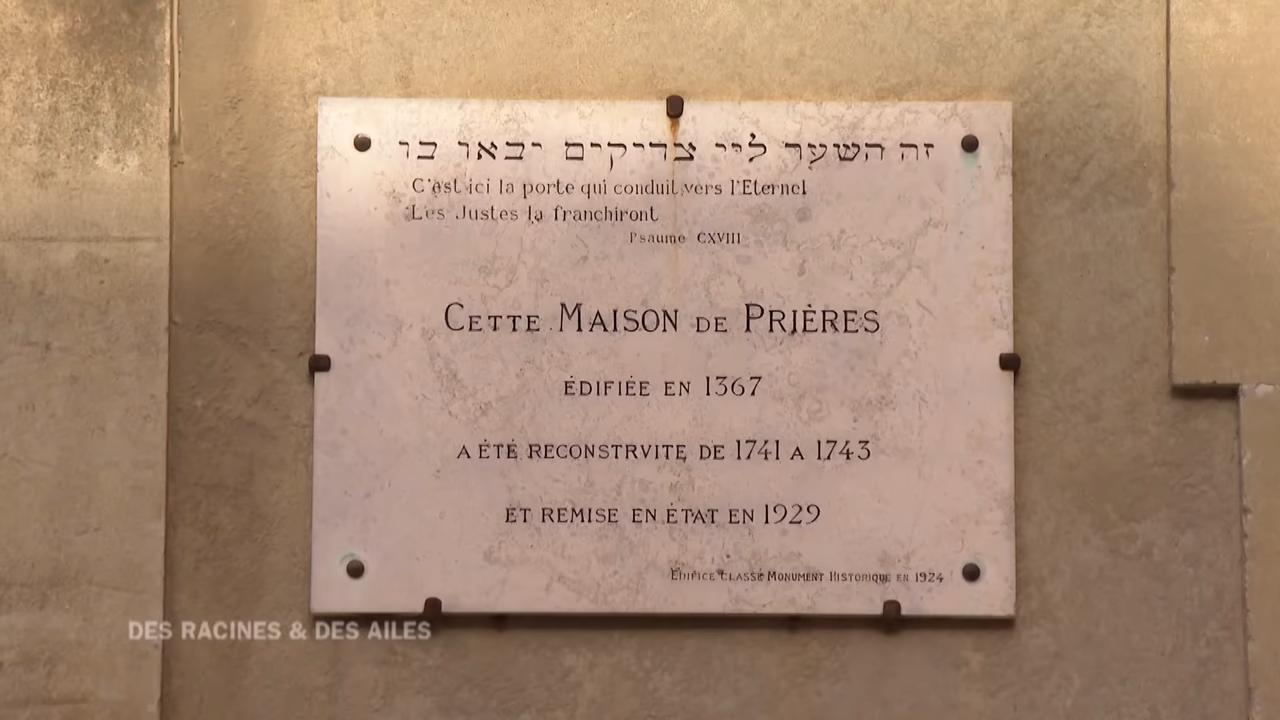 זה השער ליי צדיקים יבאו בו
C'est ici la porte qui conduit vers l'Eternel
Les Justes la franchiront
Psaume CXVIII
CETTE MAISON DE PRIÈRES
ÉDIFIÉE EN 1367
A ÉTÉ RECONSTRVITE DE 1741 A 1743
ET REMISE EN ÉTAT EN 1929
EDIFICE CLASSÉ MONUMENT HISTORIQUE EN 1924
DES RACINES & DES AILES